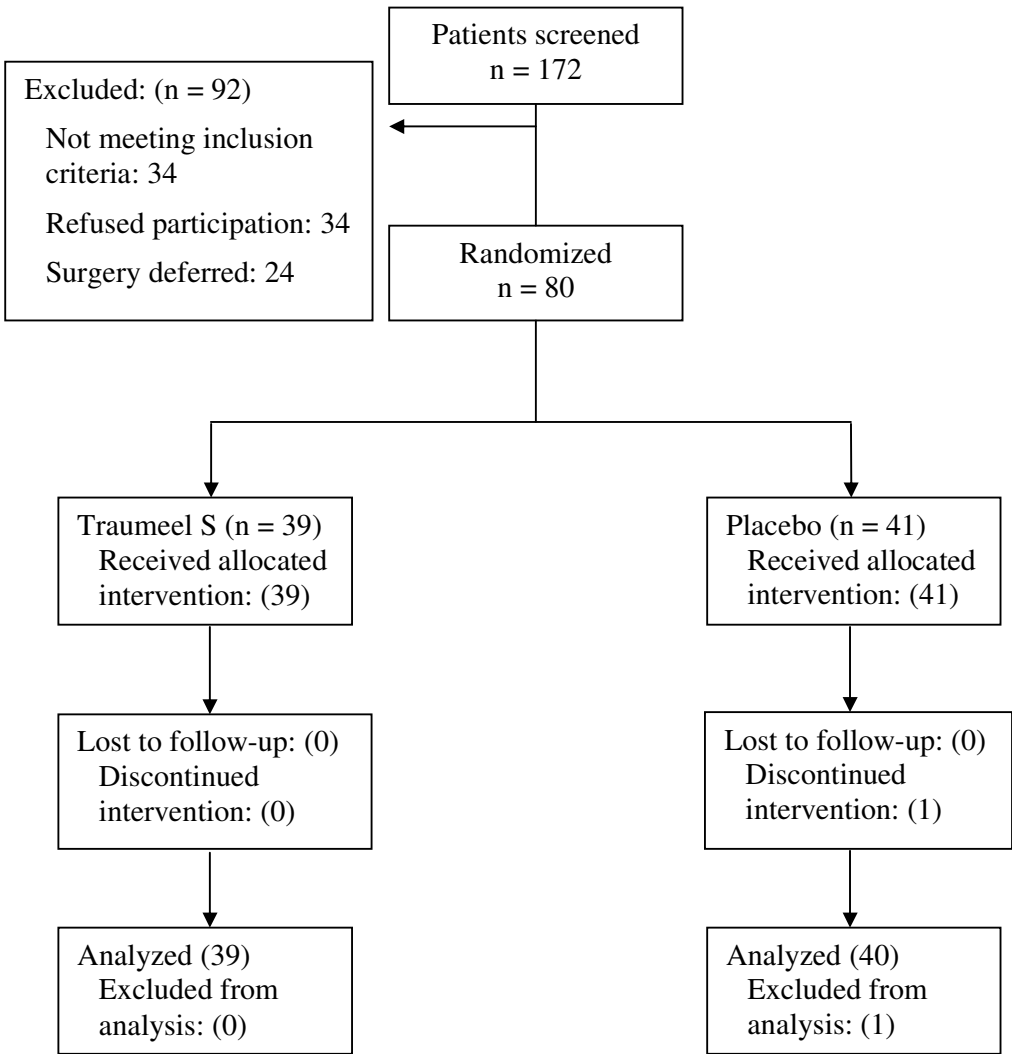 Patients screened
n = 172
Excluded: (n = 92)
Not meeting inclusion
criteria: 34
Refused participation: 34
Surgery deferred: 24
Randomized
n = 80
Traumeel S (n = 39)
Received allocated
intervention: (39)
Placebo (n = 41)
Received allocated
intervention: (41)
Lost to follow-up: (0)
Discontinued
intervention: (0)
Lost to follow-up: (0)
Discontinued
intervention: (1)
Analyzed (39)
Excluded from
analysis: (0)
Analyzed (40)
Excluded from
analysis: (1)